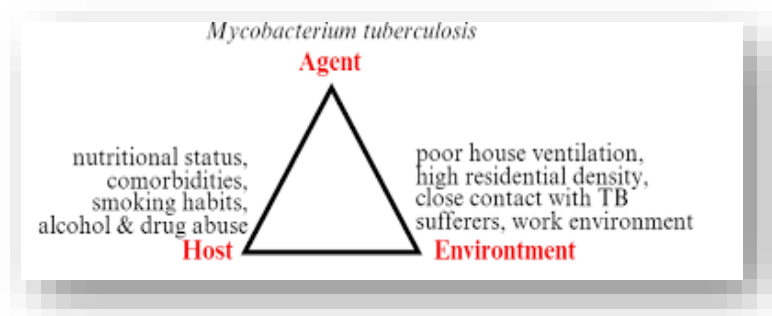 Mycobacterium tuberculosis
Agent
nutritional status,
comorbidities,
smoking habits,
alcohol & drug abuse
Host
poor house ventilation,
high residential density,
close contact with TB
sufferers, work environment
Environtment